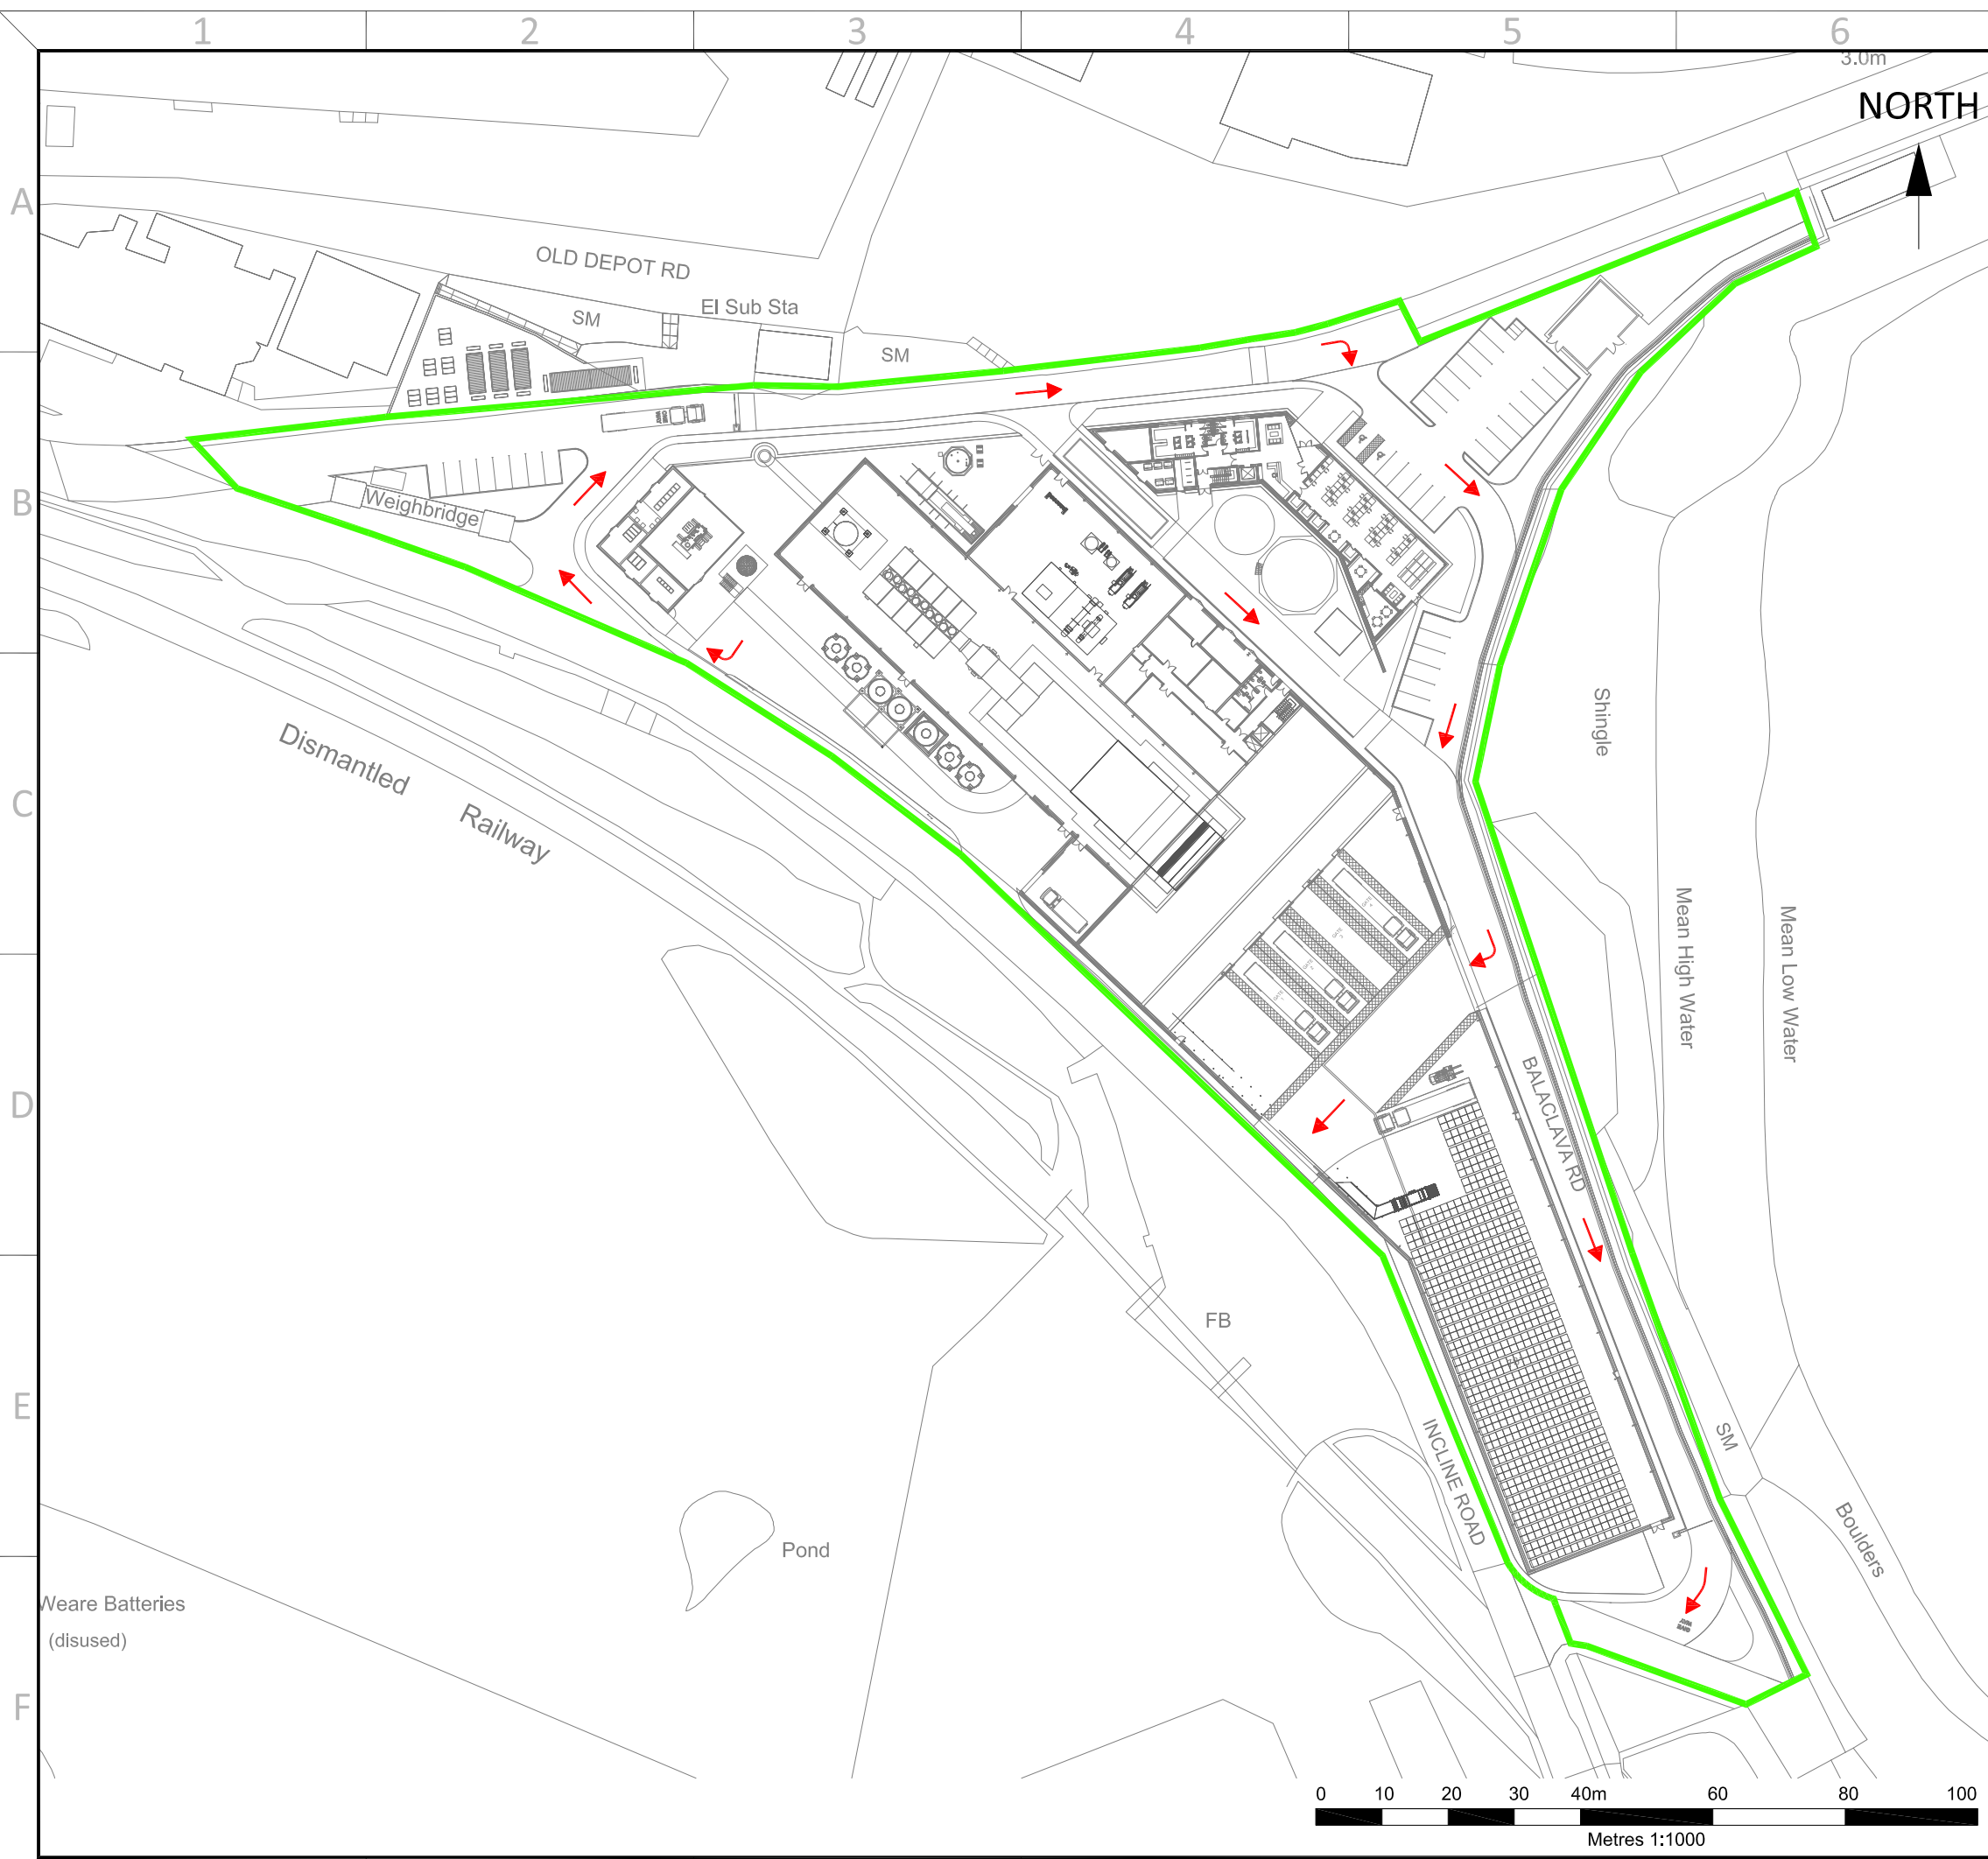 1 2 3 4 5 6
3.0m
NORTH
A
OLD DEPOT RD
El Sub Sta
SM
SM
B
Weighbridge
Shingle
Dismantled
Railway
C
Mean High Water
Mean Low Water
D
BALACLAVA RD
FB
E
INCLINE ROAD
SM
Boulders
Pond
Weare Batteries
(disused)
F
0 10 20 30 40m 60 80 100
Metres 1:1000